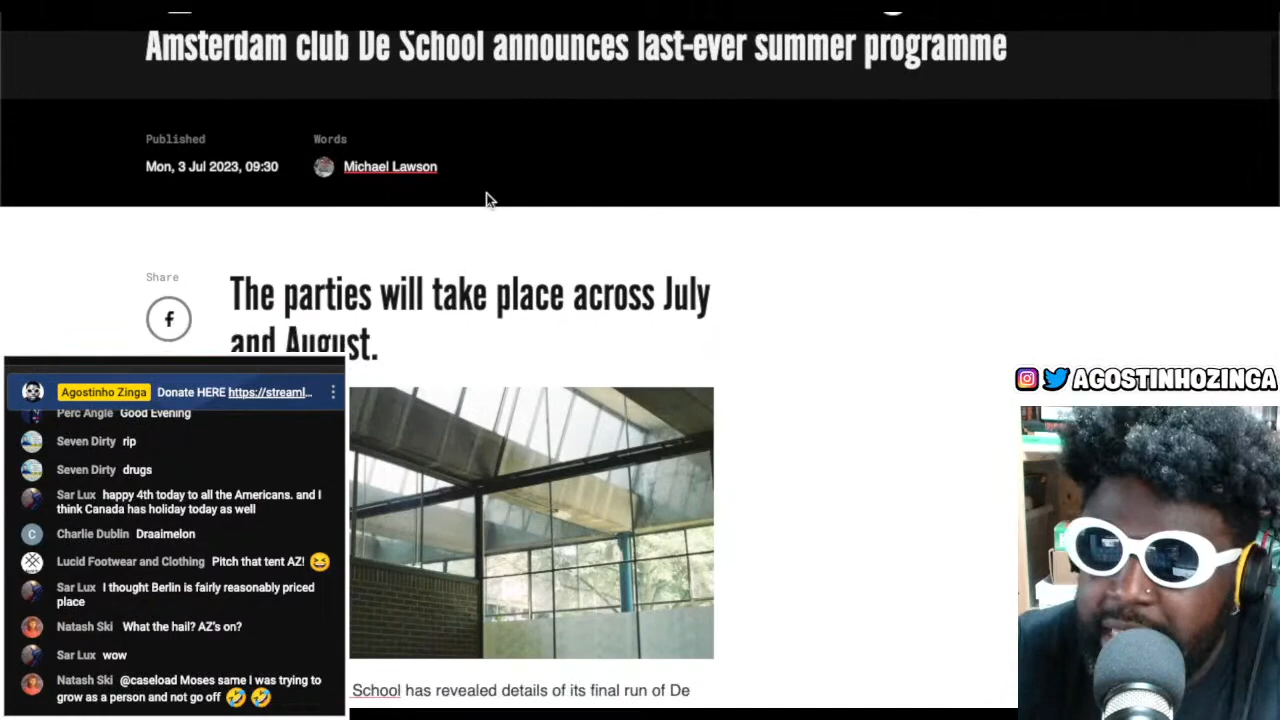 Amsterdam club De School announces last-ever summer programme
Published
Words
Mon, 3 Jul 2023, 09:30
Michael Lawson
Share
The parties will take place across July
and August.
School has revealed details of its final run of De
Agostinho Zinga Donate HERE https://streaml...
Perc Angle Good Evening
Seven Dirty rip
Seven Dirty drugs
Sar Lux happy 4th today to all the Americans. and I
think Canada has holiday today as well
C
Charlie Dublin Draaimelon
Lucid Footwear and Clothing Pitch that tent AZ! 😆
Sar Lux I thought Berlin is fairly reasonably priced
place
Natash Ski What the hail? AZ's on?
Sar Lux wow
Natash Ski @caseload Moses same I was trying to
grow as a person and not go off 🤣 🤣
AGOSTINHOZINGA